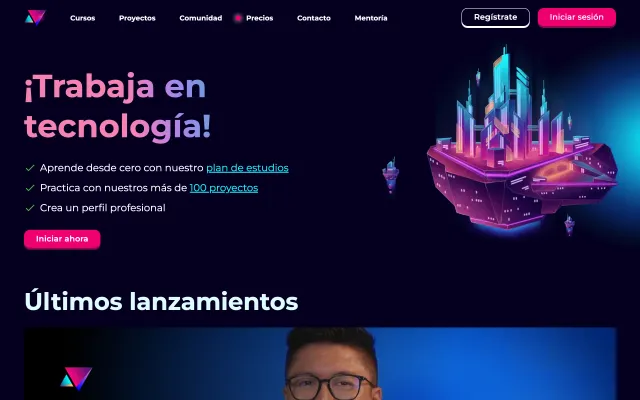 Cursos Proyectos Comunidad Precios Contacto Mentoría Regístrate Iniciar sesión
¡Trabaja en
tecnología!
Aprende desde cero con nuestro plan de estudios
Practica con nuestros más de 100 proyectos
Crea un perfil profesional
Iniciar ahora
Últimos lanzamientos